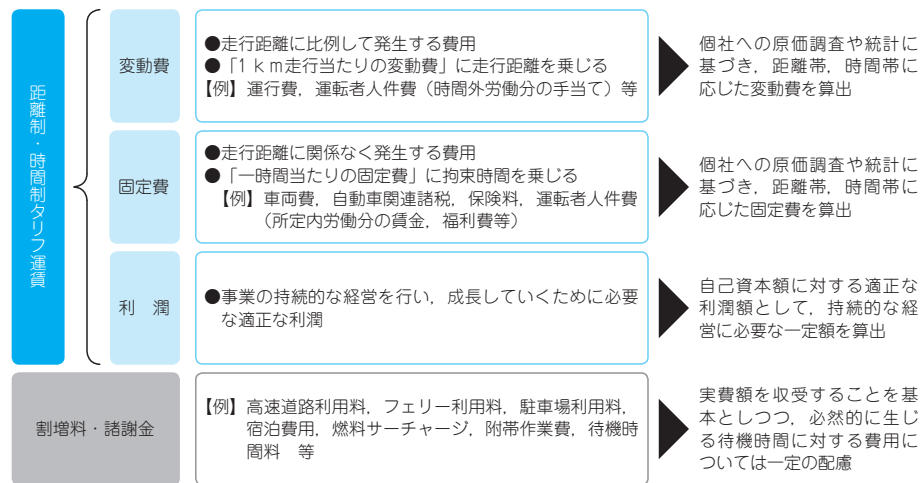 距離制・時間制タリフ運賃
変動費
●走行距離に比例して発生する費用
●「1ｋｍ走行当たりの変動費」に走行距離を乗じる
【例】運行費，運転者人件費（時間外労働分の手当て）等
個社への原価調査や統計に
基づき，距離帯，時間帯に
応じた変動費を算出
固定費
●走行距離に関係なく発生する費用
●「一時間当たりの固定費」に拘束時間を乗じる
【例】車両費，自動車関連諸税，保険料，運転者人件費
（所定内労働分の賃金，福利費等）
個社への原価調査や統計に
基づき，距離帯，時間帯に
応じた固定費を算出
利　潤
●事業の持続的な経営を行い，成長していくために必要
な適正な利潤
自己資本額に対する適正な
利潤額として，持続的な経
営に必要な一定額を算出
割増料・諸謝金
【例】高速道路利用料，フェリー利用料，駐車場利用料，
宿泊費用，燃料サーチャージ，附帯作業費，待機時
間料　等
実費額を収受することを基
本としつつ，必然的に生じ
る待機時間に対する費用に
ついては一定の配慮